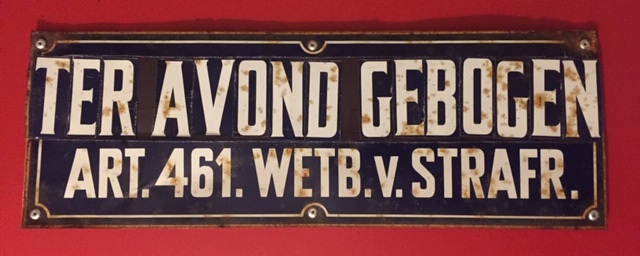 TER AVOND GEBOGEN
ART. 461. WETB. v. STRAFR.